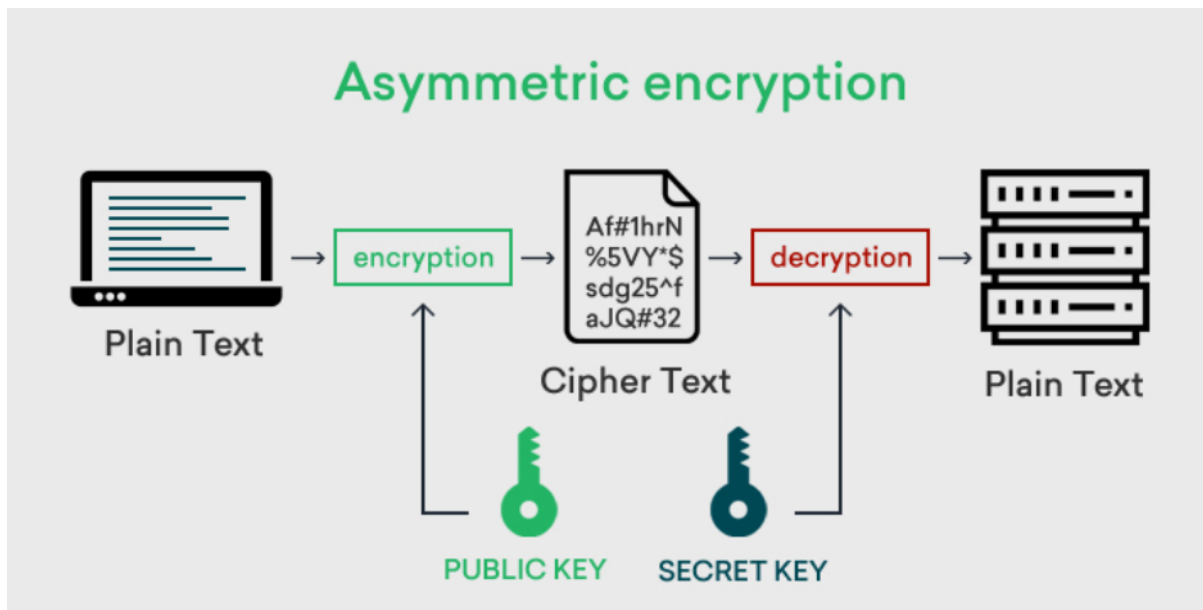 Asymmetric encryption
encryption
Af#1hrN
%5VY*$
sdg25^f
aJQ#32
decryption
Plain Text
Cipher Text
Plain Text
PUBLIC KEY
SECRET KEY